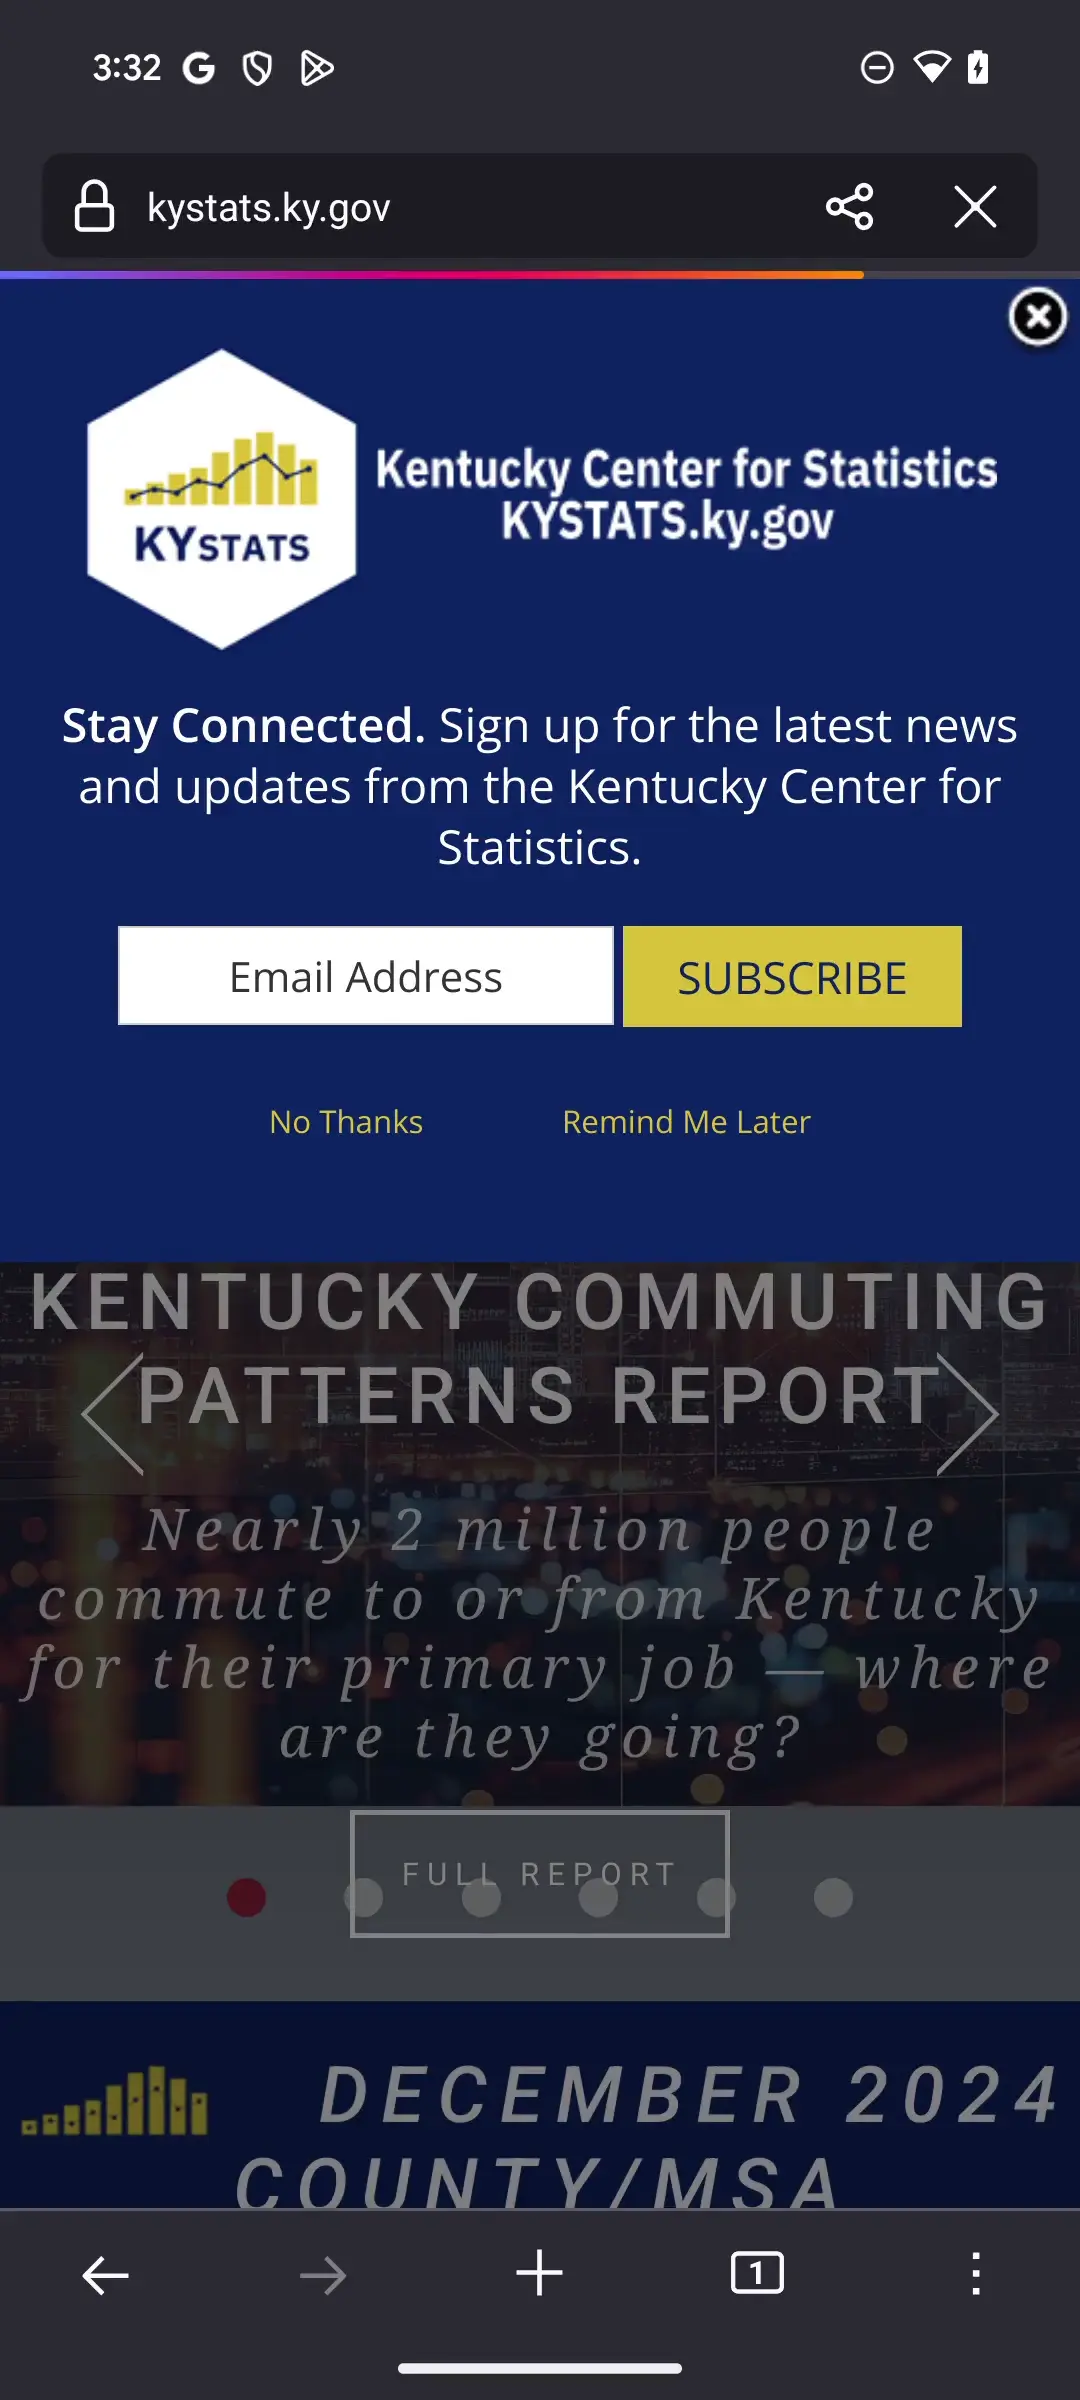 3:32
kystats.ky.gov
KYSTATS
Kentucky Center for Statistics
KYSTATS.ky.gov
Stay Connected. Sign up for the latest news
and updates from the Kentucky Center for
Statistics.
Email Address
SUBSCRIBE
No Thanks
Remind Me Later
KENTUCKY COMMUTING
PATTERNS REPORT
Nearly 2 million people
commute to or from Kentucky
for their primary job — where
are they going?
FULL REPORT
DECEMBER 2024
COUNTY/MSA
1